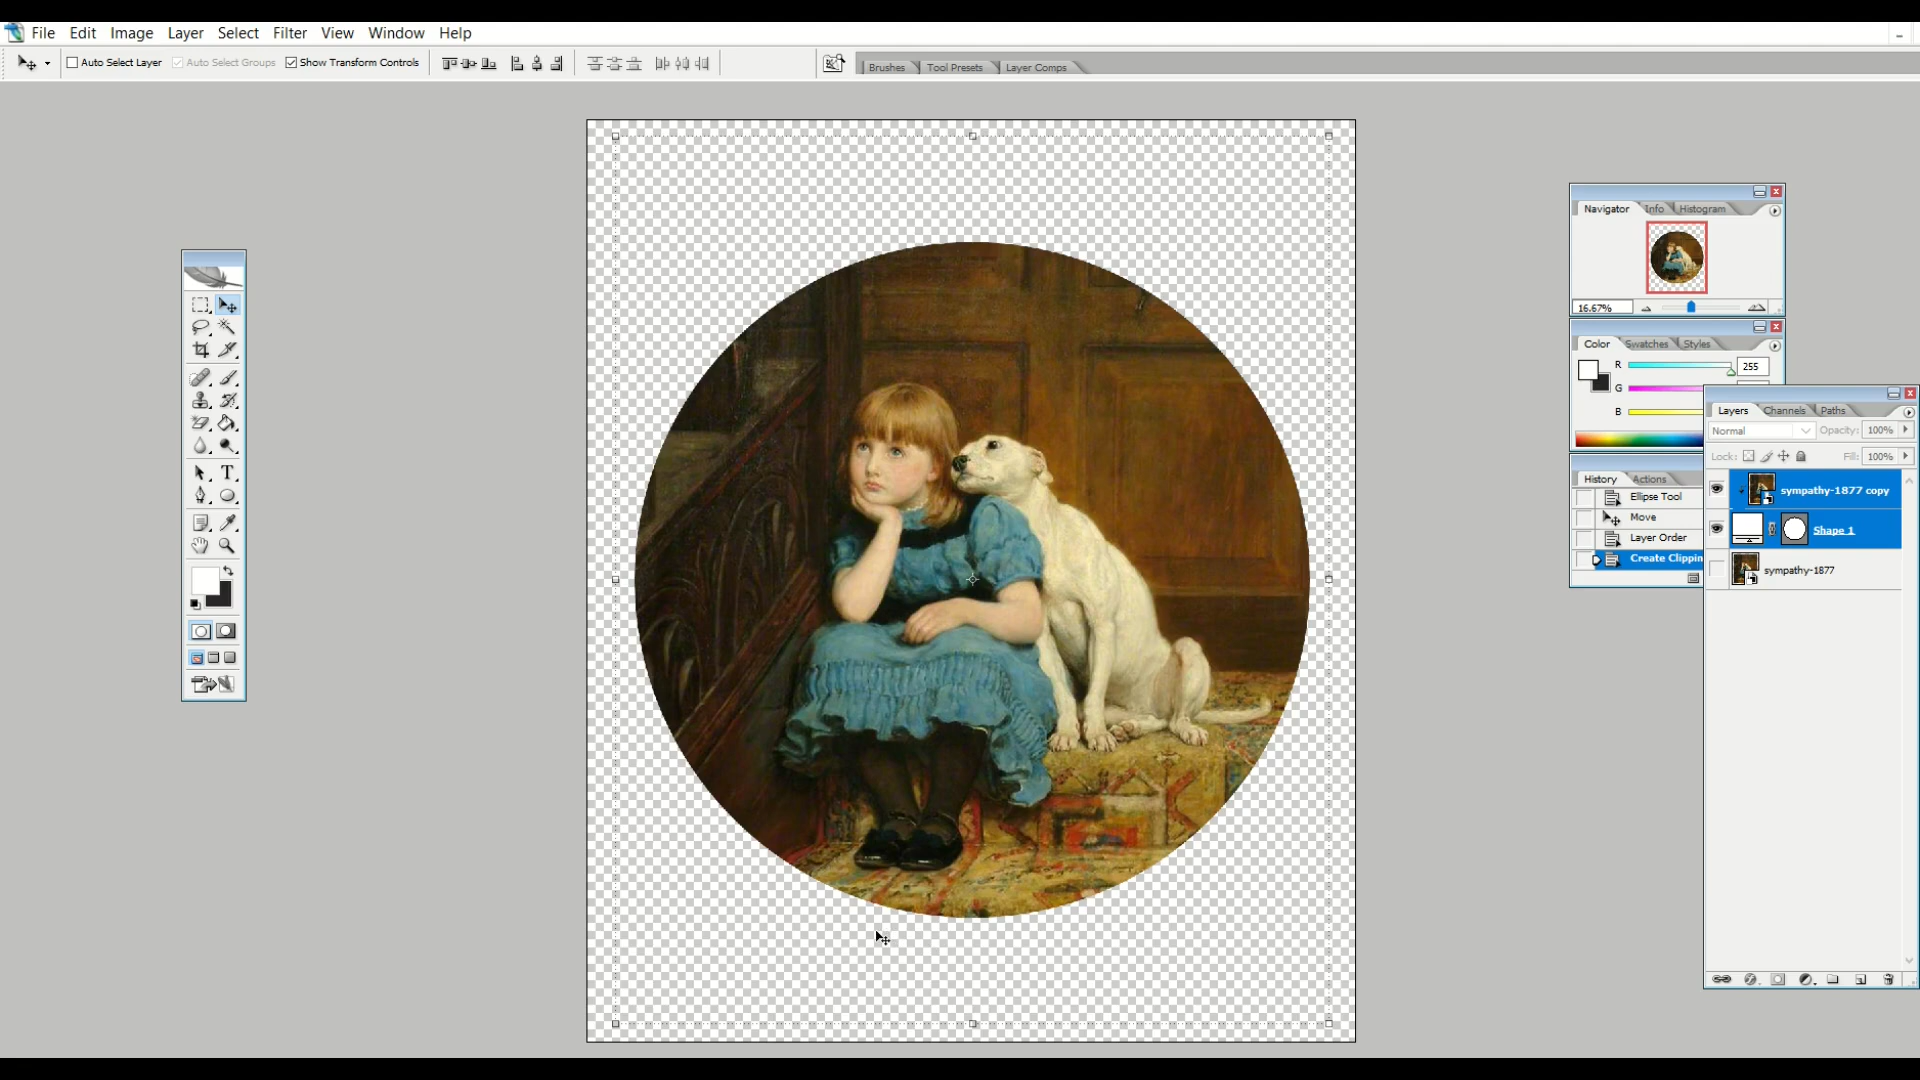 File Edit Image Layer Select Filter View Window Help
Auto Select Layer Auto Select Groups Show Transform Controls
Brushes Tool Presets Layer Comps
Navigator Info Histogram
16.67%
Color Swatches Styles
R 255
G
B
Layers Channels Paths
Normal Opacity: 100%
Lock: Fill: 100%
History Actions
Ellipse Tool
Move
Layer Order
Create Clippin
sympathy-1877 copy
Shape 1
sympathy-1877
T